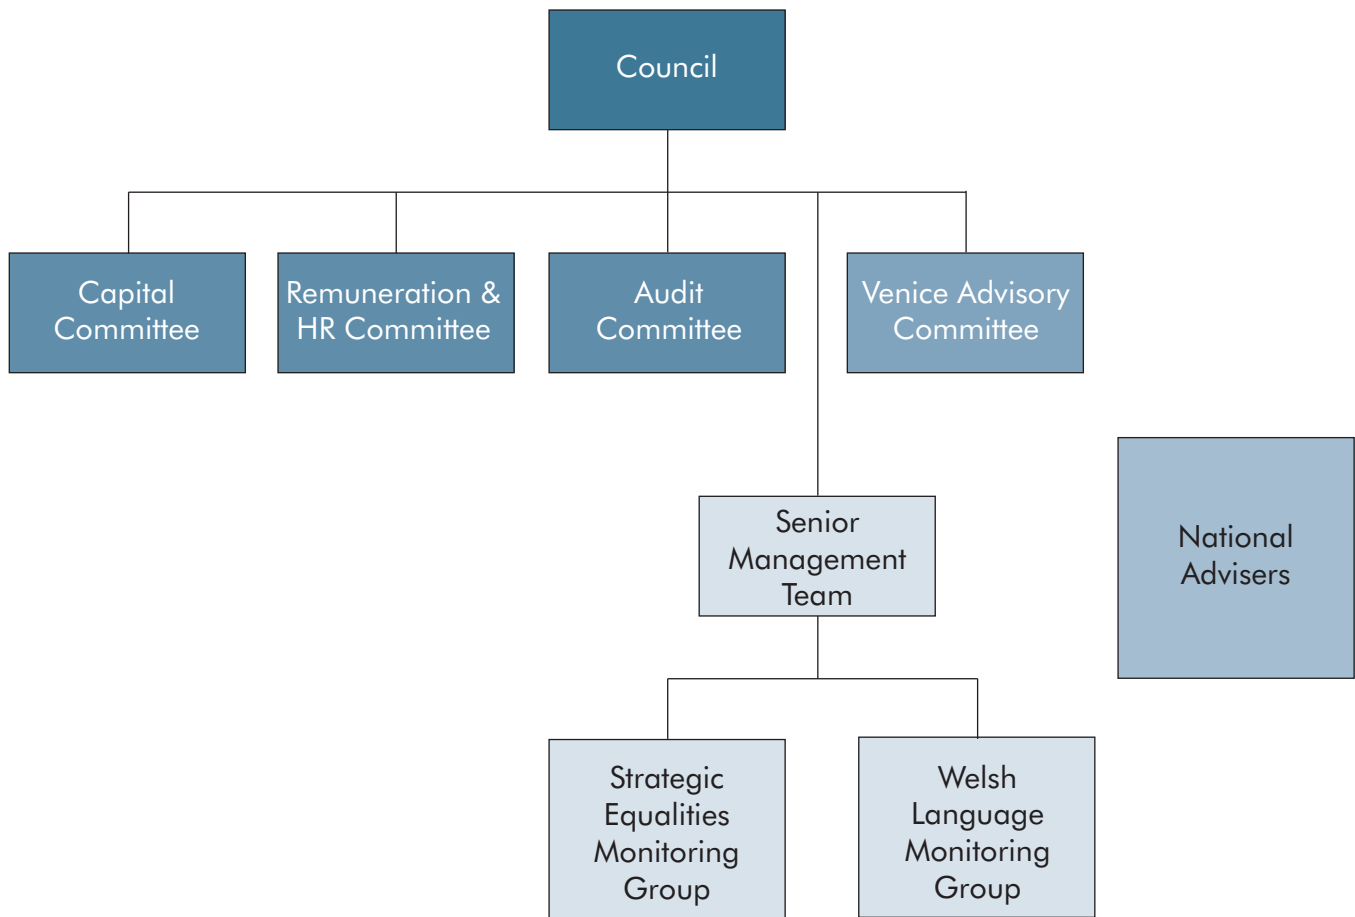 Council
Capital
Committee
Remuneration &
HR Committee
Audit
Committee
Venice Advisory
Committee
Senior
Management
Team
National
Advisers
Strategic
Equalities
Monitoring
Group
Welsh
Language
Monitoring
Group